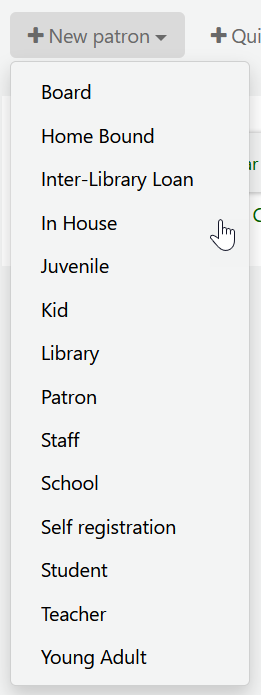 New patron
Qui
Board
Home Bound
Inter-Library Loan
In House
Juvenile
Kid
Library
Patron
Staff
School
Self registration
Student
Teacher
Young Adult